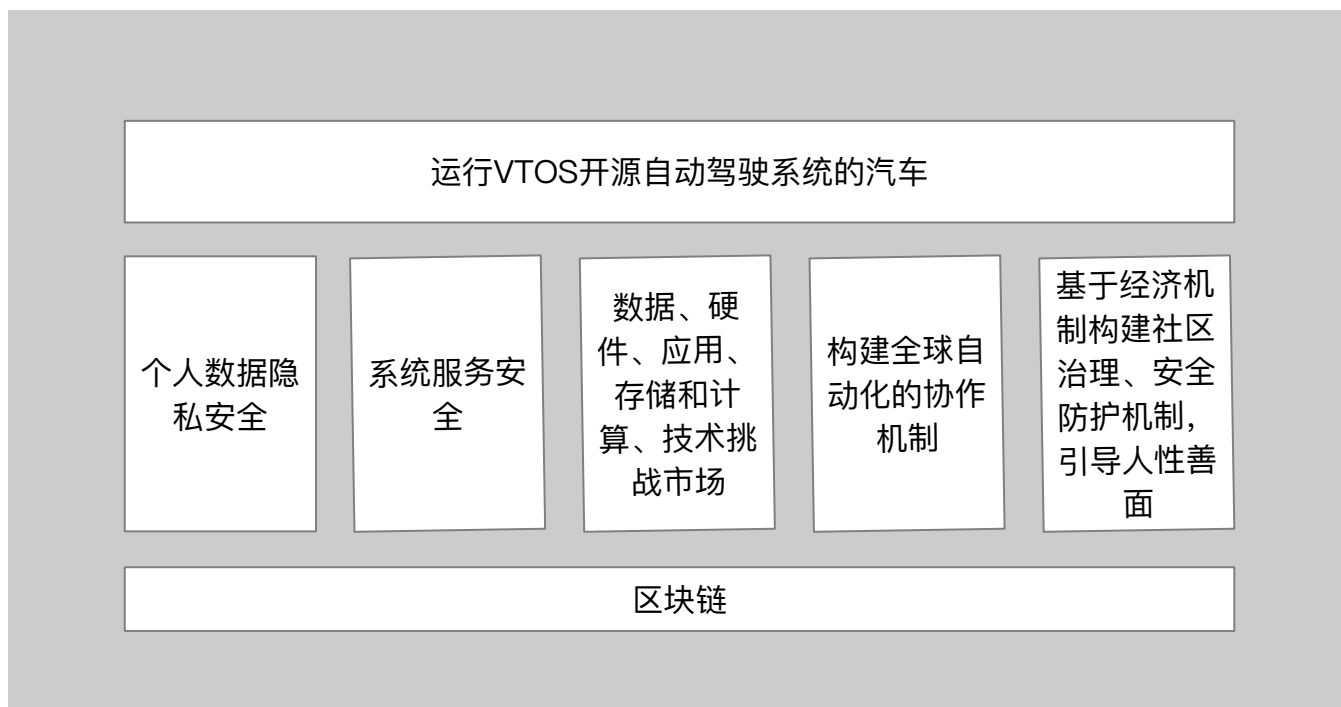 运行VTOS开源自动驾驶系统的汽车
个人数据隐
私安全
系统服务安
全
数据、硬
件、应用、
存储和计
算、技术挑
战市场
构建全球自
动化的协作
机制
基于经济机
制构建社区
治理、安全
防护机制，
引导人性善
面
区块链